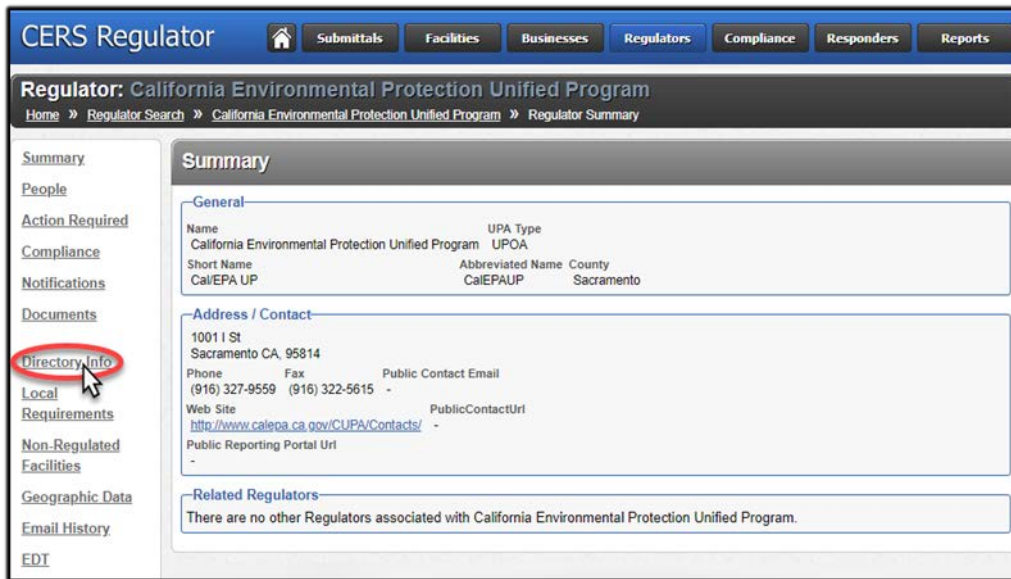 CERS Regulator
Submittals Facilities Businesses Regulators Compliance Responders Reports
Regulator: California Environmental Protection Unified Program
Home » Regulator Search » California Environmental Protection Unified Program » Regulator Summary
Summary
People
Action Required
Compliance
Notifications
Documents
Directory Info
Local
Requirements
Non-Regulated
Facilities
Geographic Data
Email History
EDT
Summary
General
Name UPA Type
California Environmental Protection Unified Program UPOA
Short Name Abbreviated Name County
Cal/EPA UP CalEPAUP Sacramento
Address / Contact
1001 I St
Sacramento CA, 95814
Phone Fax Public Contact Email
(916) 327-9559 (916) 322-5615 -
Web Site PublicContactUrl
http://www.calepa.ca.gov/CUPA/Contacts/ -
Public Reporting Portal Url
-
Related Regulators
There are no other Regulators associated with California Environmental Protection Unified Program.